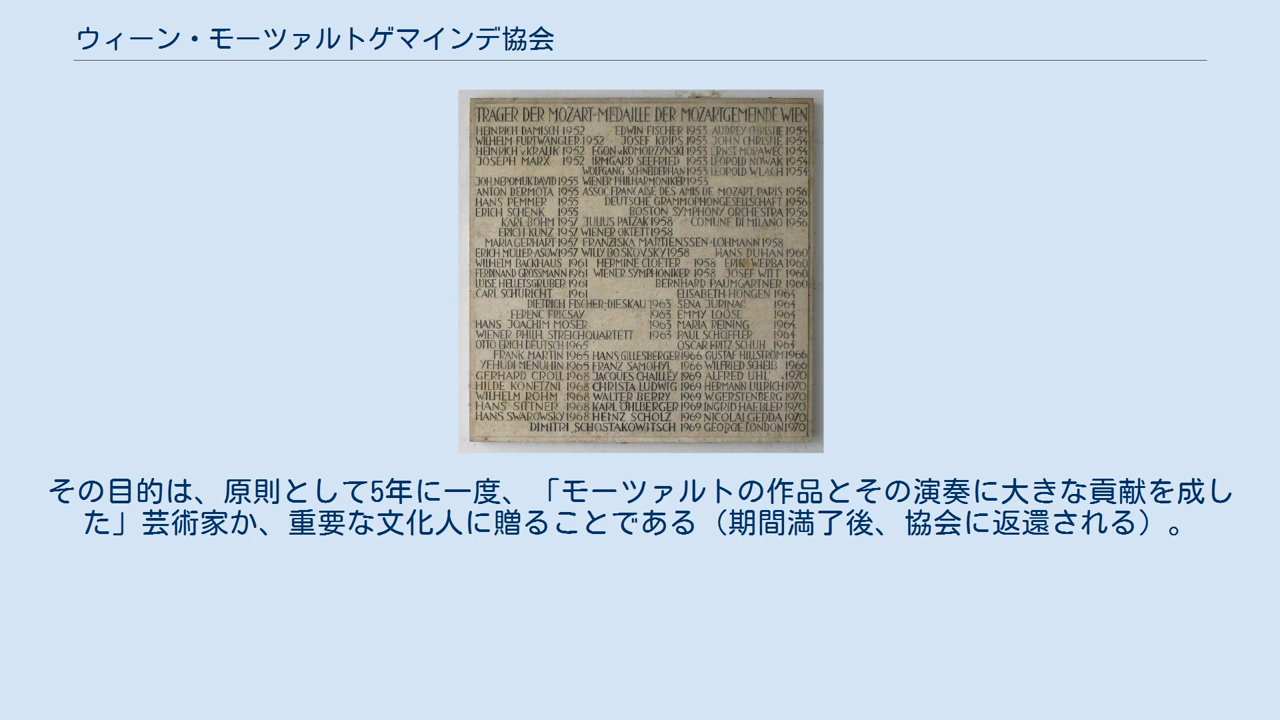 ウィーン・モーツァルトゲマインデ協会
TRÄGER DER MOZART-MEDAILLE DER MOZARTGEMEINDE WIEN
HEINRICH DAMISCH 1952 EDWIN FISCHER 1953 AUDREY CHRISTIE 1954
WILHELM FURTWÄNGLER 1952 JOSEF KRIPS 1953 JOHN CHRISTIE 1954
HEINRICH v. KRALIK 1952 EGON v. KOMORZYNSKI 1953 ERNST MORAWEC 1954
JOSEPH MARX 1952 IRMGARD SEEFRIED 1953 LEOPOLD NOWAK 1954
WOLFGANG SCHNEIDERHAN 1953 LEOPOLD WLACH 1954
JOH. NEPOMUK DAVID 1955 WIENER PHILHARMONIKER 1953
ANTON DERMOTA 1955 ASSOC. FRANCAISE DES AMIS DE MOZART, PARIS 1956
HANS PEMMER 1955 DEUTSCHE GRAMMOPHONGESELLSCHAFT 1956
ERICH SCHENK 1955 BOSTON SYMPHONY ORCHESTRA 1956
KARL BÖHM 1957 JULIUS PATZAK 1958 COMUNE DI MILANO 1956
ERICH KUNZ 1957 WIENER OKTETT 1958
MARIA GERHART 1957 FRANZISKA MARTIENSSEN-LOHMANN 1958
ERICH MÜLLER-ASOW 1957 WILLY BOSKOVSKY 1958 HANS DUHAN 1960
WILHELM BACKHAUS 1961 HERMINE CLOETER 1958 ERIK WERBA 1960
FERDINAND GROSSMANN 1961 WIENER SYMPHONIKER 1958 JOSEF WITT 1960
LUISE HELLETSGRUBER 1961 BERNHARD PAUMGARTNER 1960
CARL SCHURICHT 1961 ELISABETH HÖNGEN 1964
DIETRICH FISCHER-DIESKAU 1963 SENA JURINAC 1964
FERENC FRICSAY 1963 EMMY LOOSE 1964
HANS JOACHIM MOSER 1963 MARIA REINING 1964
WIENER PHILH. STREICHQUARTETT 1963 PAUL SCHÖFFLER 1964
OTTO ERICH DEUTSCH 1965 OSCAR FRITZ SCHUH 1964
FRANK MARTIN 1965 HANS GILLESBERGER 1966 GUSTAF HILLSTRÖM 1966
YEHUDI MENUHIN 1965 FRANZ SAMOHYL 1966 WILFRIED SCHEIB 1966
GERHARD CROLL 1968 JACQUES CHAILLEY 1969 ALFRED UHL 1970
HILDE KONETZNI 1968 CHRISTA LUDWIG 1969 HERMANN ULLRICH 1970
WILHELM ROHM 1968 WALTER BERRY 1969 W. GERSTENBERG 1970
HANS SITTNER 1968 KARL ÖHLBERGER 1969 INGRID HAEBLER 1970
HANS SWAROWSKY 1968 HEINZ SCHOLZ 1969 NICOLAI GEDDA 1970
DIMITRI SCHOSTAKOWITSCH 1969 GEORGE LONDON 1970
その目的は、原則として5年に一度、「モーツァルトの作品とその演奏に大きな貢献を成し
た」芸術家か、重要な文化人に贈ることである（期間満了後、協会に返還される）。